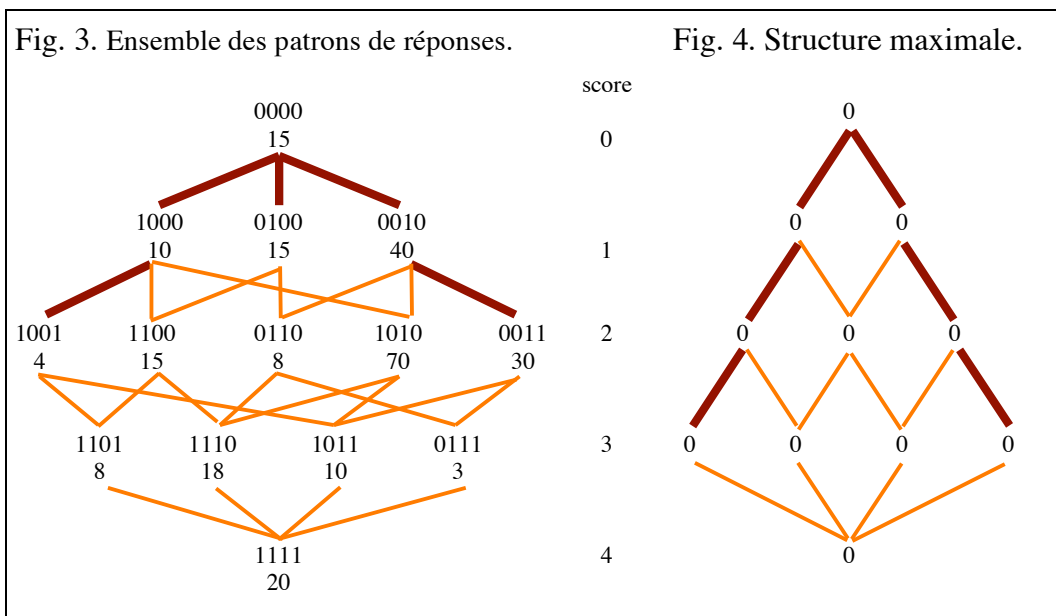 Fig. 3. Ensemble des patrons de réponses.
Fig. 4. Structure maximale.
score
0000
0
15
0
1000 0100 0010
0 0
10 15 40
1
1001 1100 0110 1010 0011
2
0 0 0
4 15 8 70 30
1101 1110 1011 0111
3
0 0 0 0
8 18 10 3
1111
4
0
20